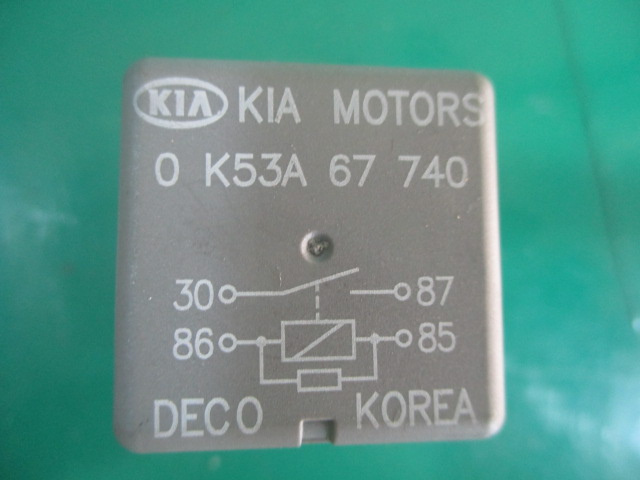 KIA KIA MOTORS
0 K53A 67 740
30 87
86 85
DECO KOREA